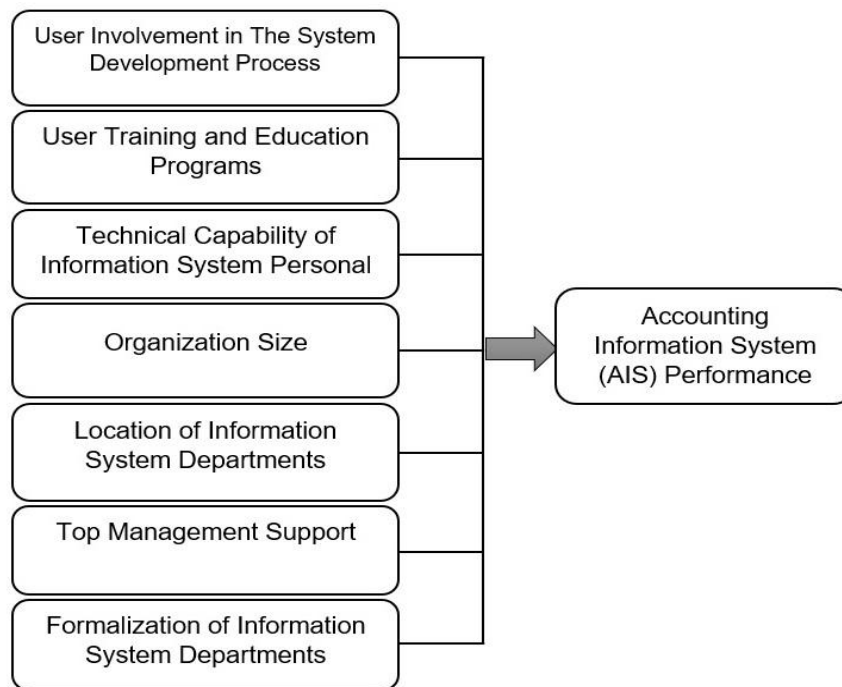 User Involvement in The System
Development Process
User Training and Education
Programs
Technical Capability of
Information System Personal
Organization Size
Location of Information
System Departments
Top Management Support
Formalization of Information
System Departments
Accounting
Information System
(AIS) Performance